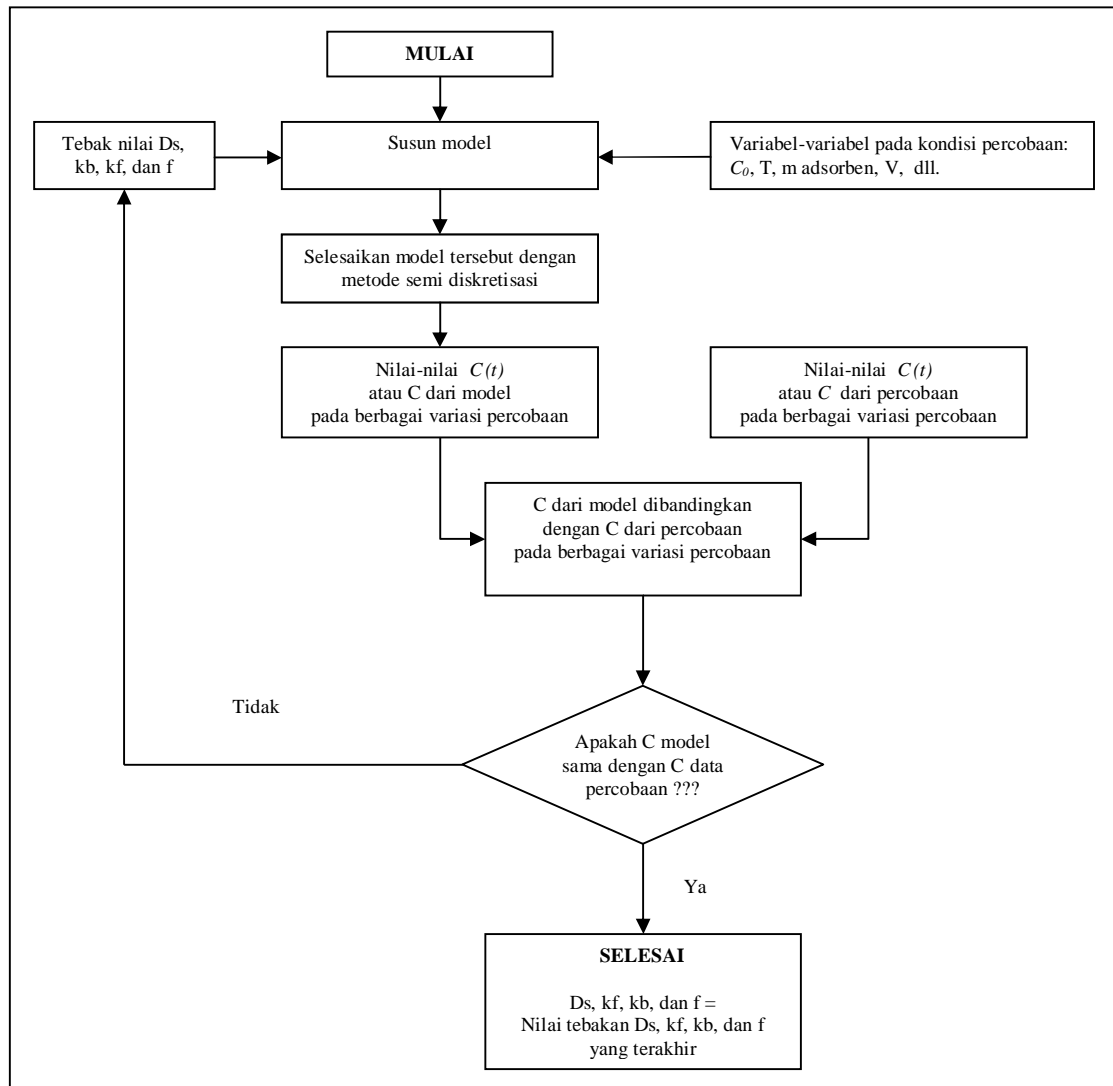 MULAI
Tebak nilai Ds,
kb, kf, dan f
Susun model
Variabel-variabel pada kondisi percobaan:
C0, T, m adsorben, V, dll.
Selesaikan model tersebut dengan
metode semi diskretisasi
Nilai-nilai C(t)
atau C dari model
pada berbagai variasi percobaan
Nilai-nilai C(t)
atau C dari percobaan
pada berbagai variasi percobaan
C dari model dibandingkan
dengan C dari percobaan
pada berbagai variasi percobaan
Tidak
Apakah C model
sama dengan C data
percobaan ???
Ya
SELESAI
Ds, kf, kb, dan f =
Nilai tebakan Ds, kf, kb, dan f
yang terakhir